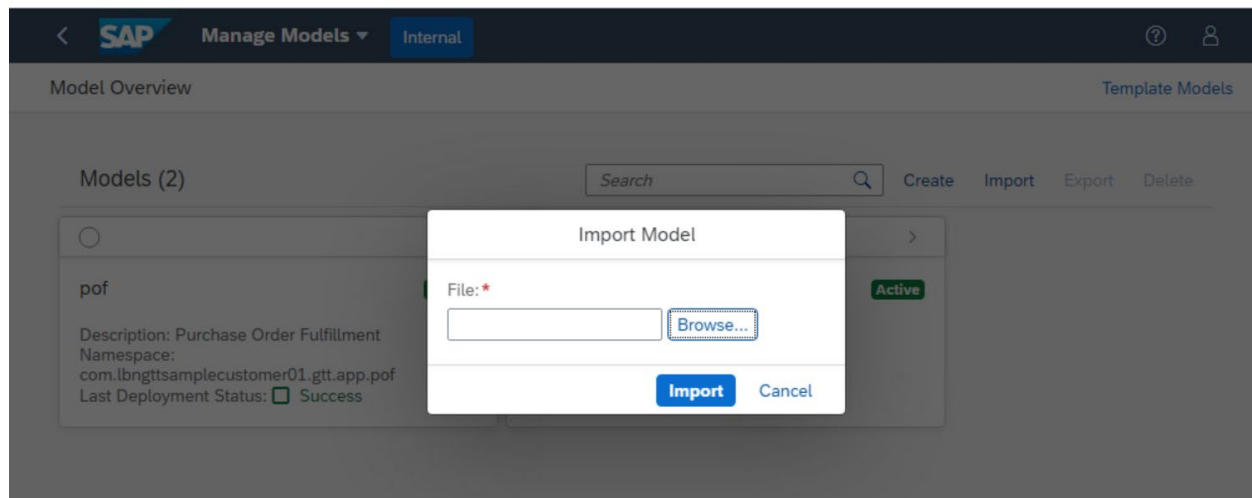 SAP Manage Models Internal
Model Overview Template Models
Models (2) Search Create Import Export Delete
Import Model
pof
File:*
Active
Browse...
Description: Purchase Order Fulfillment
Namespace:
com.lbngttsamplecustomer01.gtt.app.pof
Last Deployment Status: Success
Import Cancel